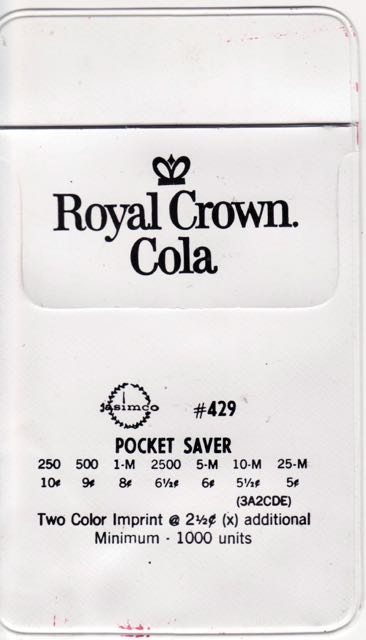 Royal Crown.
Cola
simco #429
POCKET SAVER
250 500 1-M 2500 5-M 10-M 25-M
10¢ 9¢ 8¢ 6½¢ 6¢ 5½¢ 5¢
(3A2CDE)
Two Color Imprint @ 2½¢ (x) additional
Minimum - 1000 units